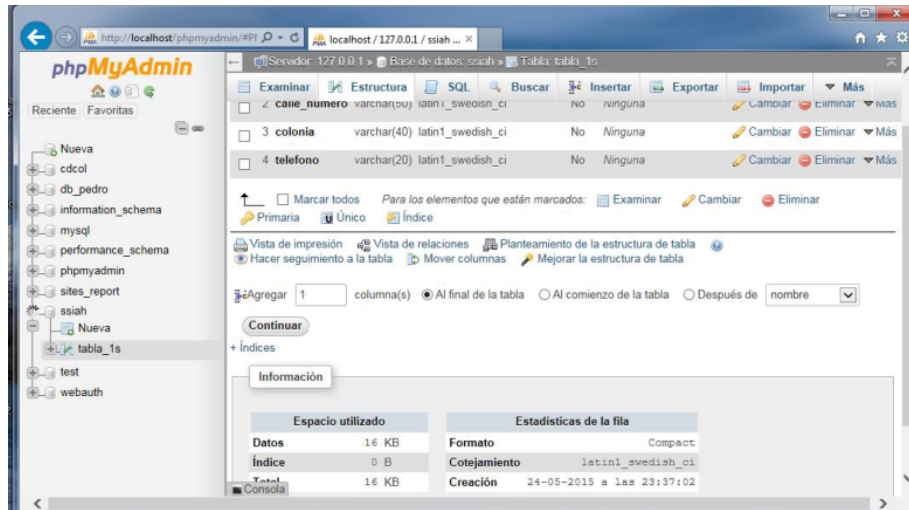 http://localhost/phpmyadmin/#PI
localhost / 127.0.0.1 / ssiah ...
phpMyAdmin
Reciente Favoritas
Nueva
cdcol
db_pedro
information_schema
mysql
performance_schema
phpmyadmin
sites_report
ssiah
Nueva
tabla_1s
test
webauth
Servidor: 127.0.0.1 » Base de datos: ssiah » Tabla: tabla_1s
Examinar Estructura SQL Buscar Insertar Exportar Importar Más
2 calle_numero varchar(50) latin1_swedish_ci No Ninguna Cambiar Eliminar Más
3 colonia varchar(40) latin1_swedish_ci No Ninguna Cambiar Eliminar Más
4 telefono varchar(20) latin1_swedish_ci No Ninguna Cambiar Eliminar Más
Marcar todos Para los elementos que están marcados: Examinar Cambiar Eliminar
Primaria Único Índice
Vista de impresión Vista de relaciones Planteamiento de la estructura de tabla
Hacer seguimiento a la tabla Mover columnas Mejorar la estructura de tabla
Agregar 1 columna(s) Al final de la tabla Al comienzo de la tabla Después de nombre
Continuar
+ Índices
Información
Espacio utilizado
Datos 16 KB
Índice 0 B
Total 16 KB
Estadísticas de la fila
Formato Compact
Cotejamiento latin1_swedish_ci
Creación 24-05-2015 a las 23:37:02
Consola